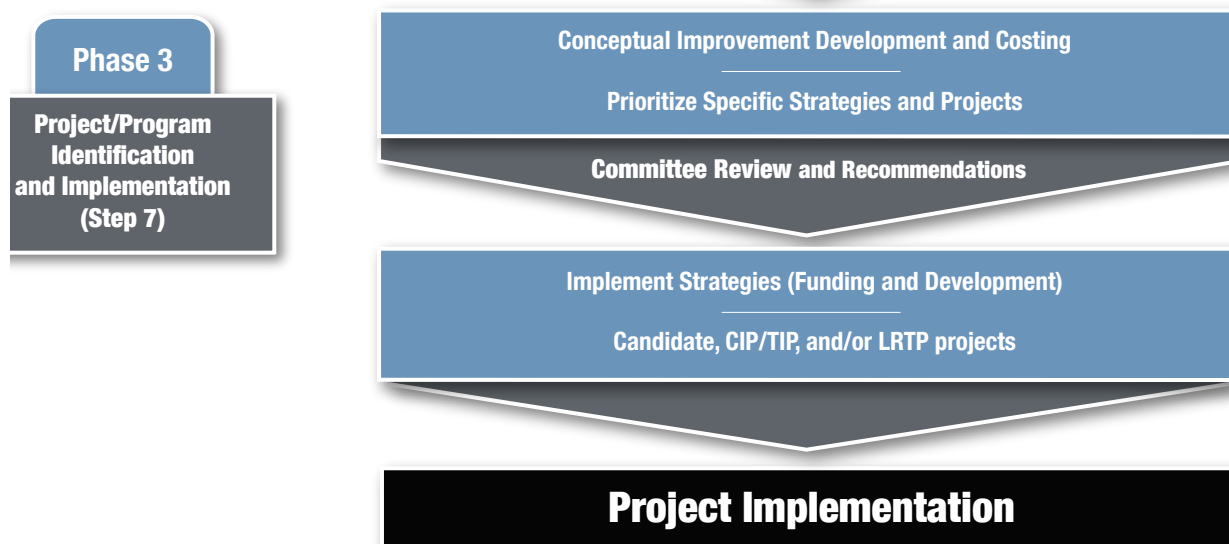 Phase 3
Project/Program
Identification
and Implementation
(Step 7)
Conceptual Improvement Development and Costing
Prioritize Specific Strategies and Projects
Committee Review and Recommendations
Implement Strategies (Funding and Development)
Candidate, CIP/TIP, and/or LRTP projects
Project Implementation